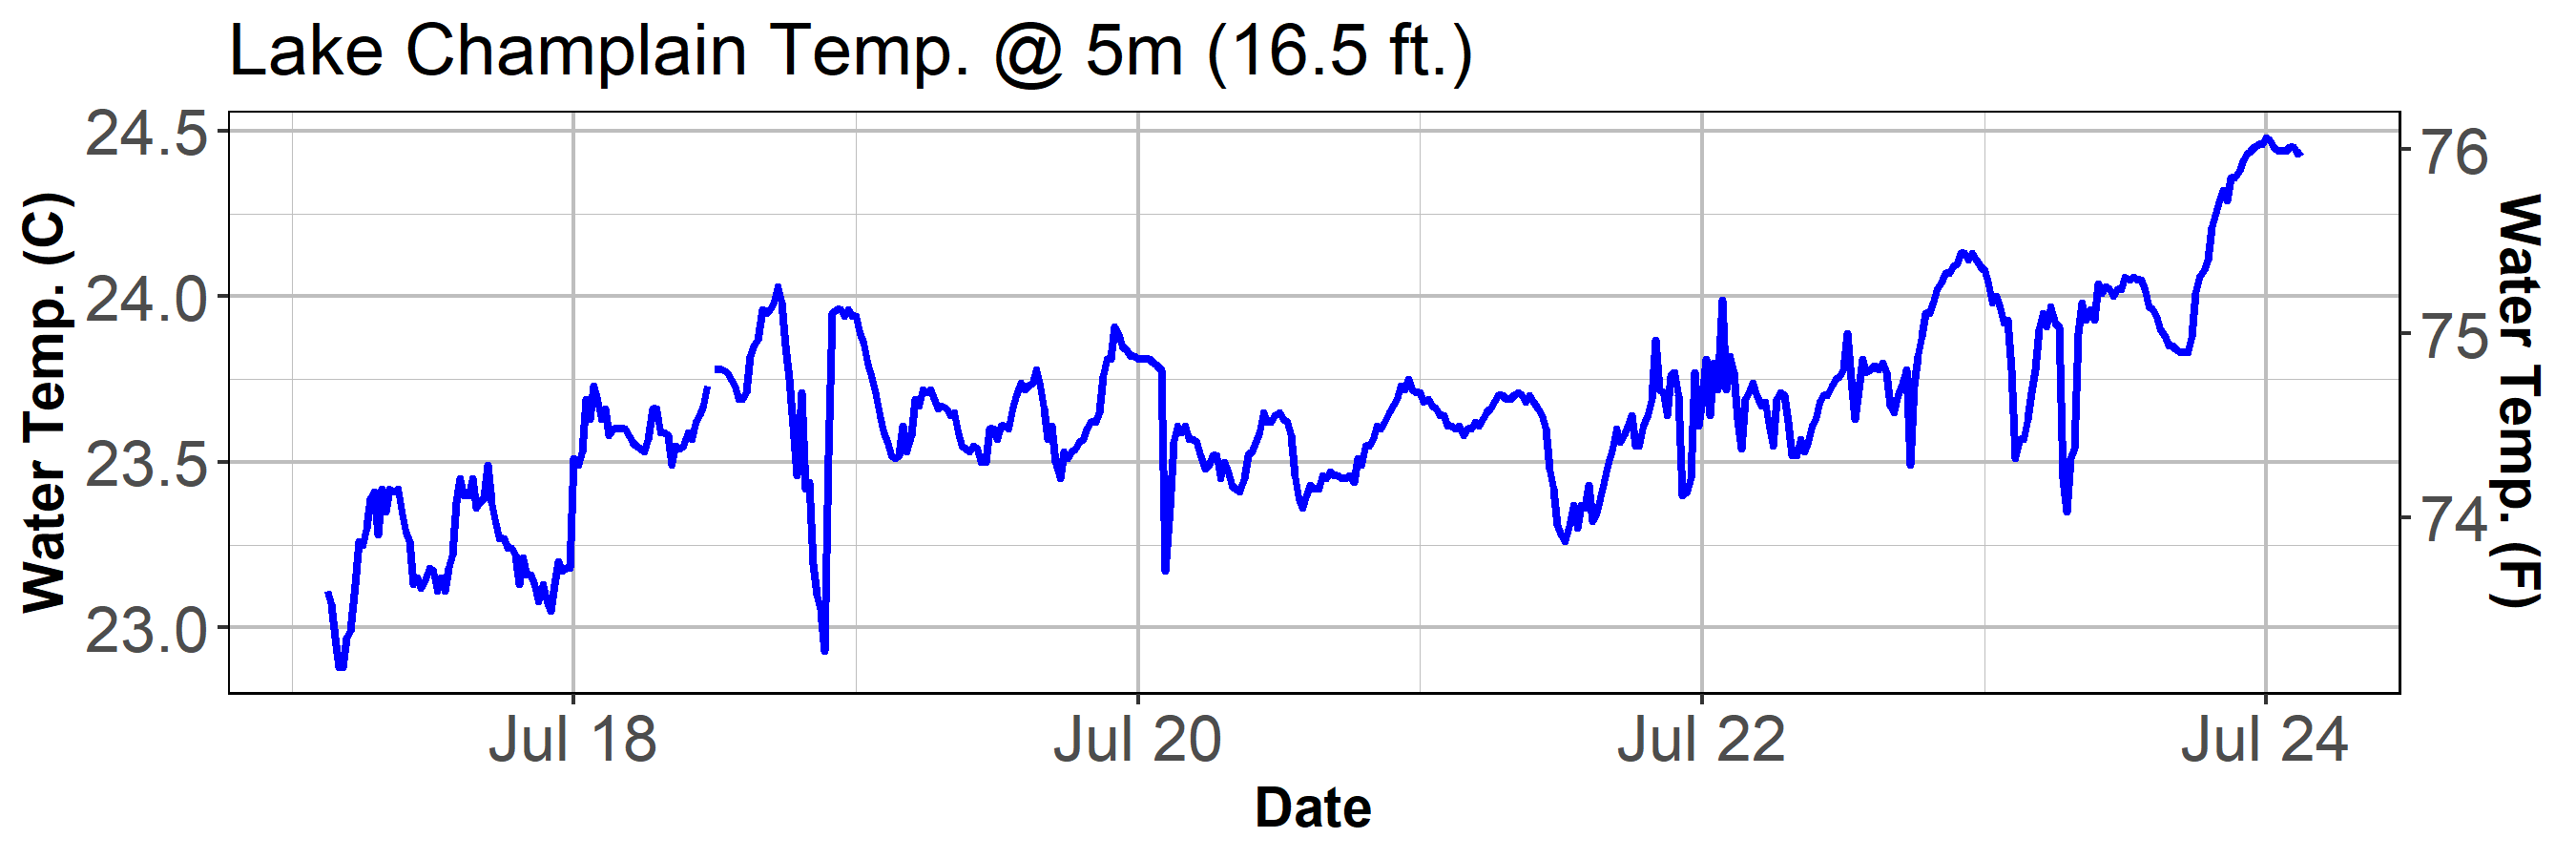 Lake Champlain Temp. @ 5m (16.5 ft.)
Water Temp. (C)
24.5
24.0
23.5
23.0
76
75
74
Water Temp. (F)
Jul 18 Jul 20 Jul 22 Jul 24
Date